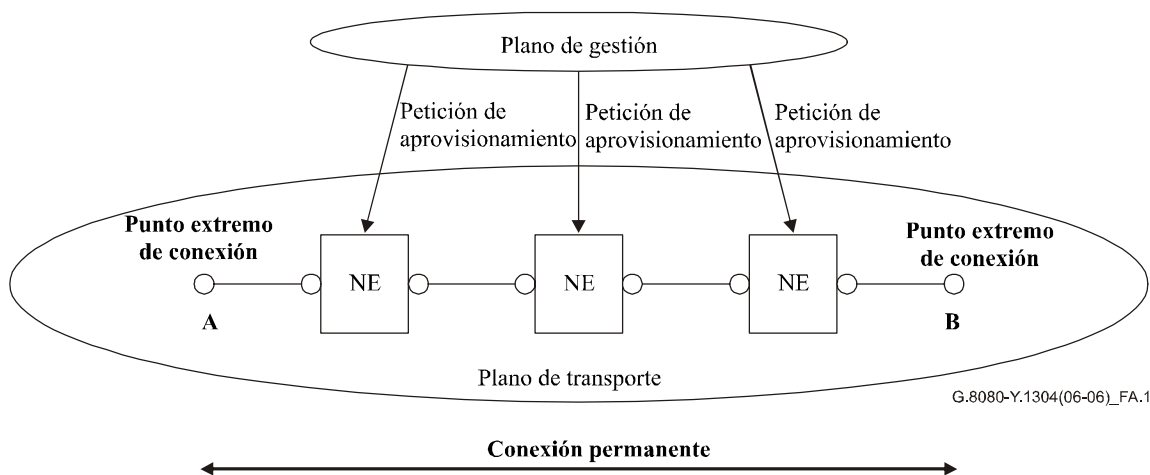 Plano de gestión
Petición de
aprovisionamiento
Petición de
aprovisionamiento
Petición de
aprovisionamiento
Punto extremo
de conexión
Punto extremo
de conexión
NE
NE
NE
A
B
Plano de transporte
G.8080-Y.1304(06-06)_FA.1
Conexión permanente